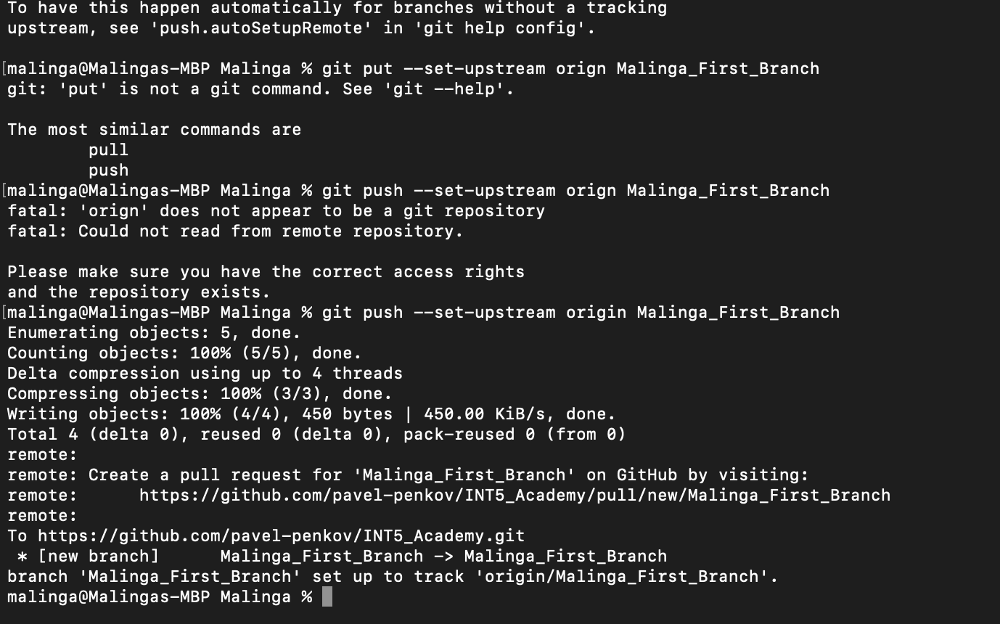 To have this happen automatically for branches without a tracking
upstream, see 'push.autoSetupRemote' in 'git help config'.
[malinga@Malingas-MBP Malinga % git put --set-upstream orign Malinga_First_Branch
git: 'put' is not a git command. See 'git --help'.
The most similar commands are
pull
push
[malinga@Malingas-MBP Malinga % git push --set-upstream orign Malinga_First_Branch
fatal: 'orign' does not appear to be a git repository
fatal: Could not read from remote repository.
Please make sure you have the correct access rights
and the repository exists.
[malinga@Malingas-MBP Malinga % git push --set-upstream origin Malinga_First_Branch
Enumerating objects: 5, done.
Counting objects: 100% (5/5), done.
Delta compression using up to 4 threads
Compressing objects: 100% (3/3), done.
Writing objects: 100% (4/4), 450 bytes | 450.00 KiB/s, done.
Total 4 (delta 0), reused 0 (delta 0), pack-reused 0 (from 0)
remote:
remote: Create a pull request for 'Malinga_First_Branch' on GitHub by visiting:
remote:      https://github.com/pavel-penkov/INT5_Academy/pull/new/Malinga_First_Branch
remote:
To https://github.com/pavel-penkov/INT5_Academy.git
 * [new branch]      Malinga_First_Branch -> Malinga_First_Branch
branch 'Malinga_First_Branch' set up to track 'origin/Malinga_First_Branch'.
malinga@Malingas-MBP Malinga %